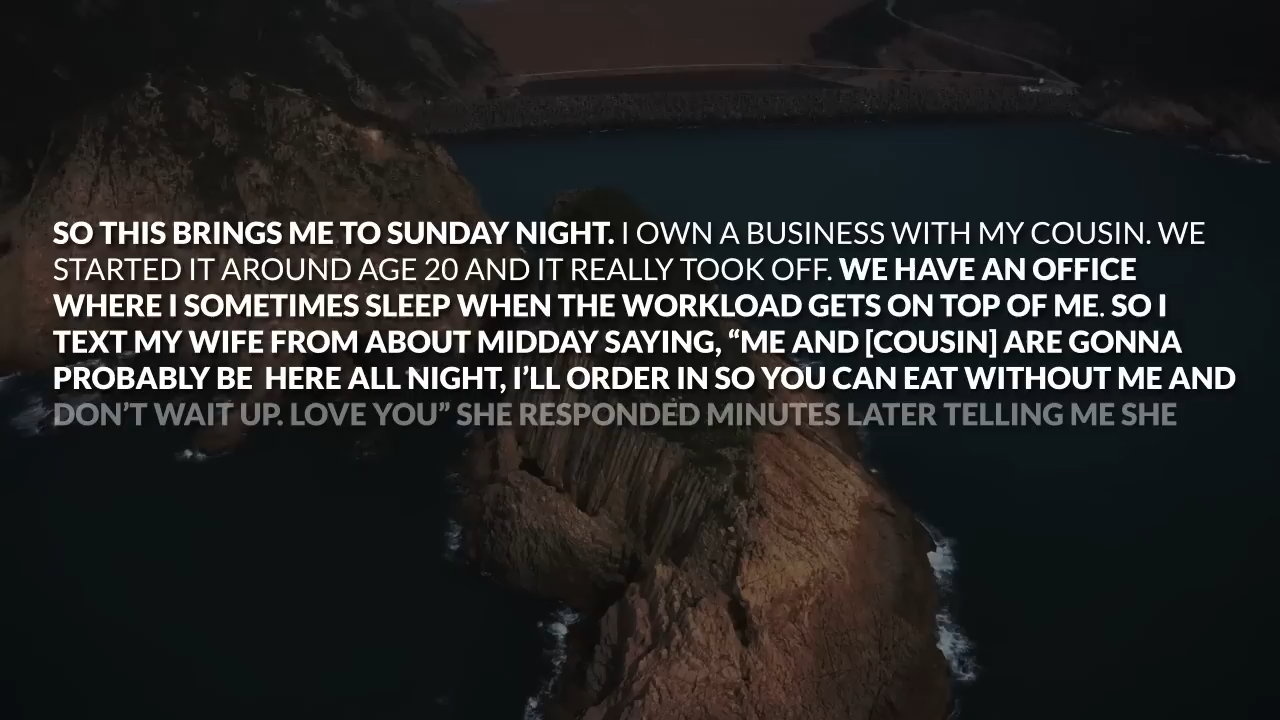 SO THIS BRINGS ME TO SUNDAY NIGHT. I OWN A BUSINESS WITH MY COUSIN. WE
STARTED IT AROUND AGE 20 AND IT REALLY TOOK OFF. WE HAVE AN OFFICE
WHERE I SOMETIMES SLEEP WHEN THE WORKLOAD GETS ON TOP OF ME. SO I
TEXT MY WIFE FROM ABOUT MIDDAY SAYING, “ME AND [COUSIN] ARE GONNA
PROBABLY BE  HERE ALL NIGHT, I’LL ORDER IN SO YOU CAN EAT WITHOUT ME AND
DON’T WAIT UP. LOVE YOU” SHE RESPONDED MINUTES LATER TELLING ME SHE